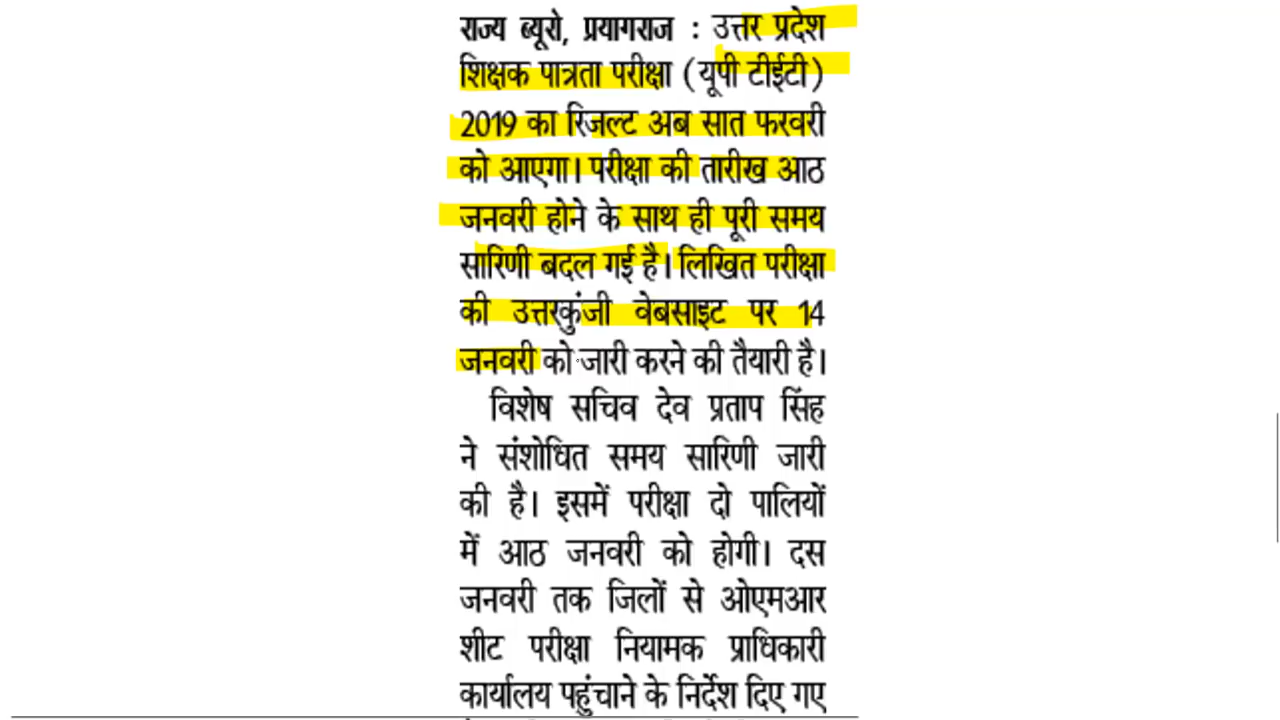 राज्य ब्यूरो, प्रयागराज : उत्तर प्रदेश
शिक्षक पात्रता परीक्षा (यूपी टीईटी)
2019 का रिजल्ट अब सात फरवरी
को आएगा। परीक्षा की तारीख आठ
जनवरी होने के साथ ही पूरी समय
सारिणी बदल गई है। लिखित परीक्षा
की उत्तरकुंजी वेबसाइट पर 14
जनवरी को जारी करने की तैयारी है।
विशेष सचिव देव प्रताप सिंह
ने संशोधित समय सारिणी जारी
की है। इसमें परीक्षा दो पालियों
में आठ जनवरी को होगी। दस
जनवरी तक जिलों से ओएमआर
शीट परीक्षा नियामक प्राधिकारी
कार्यालय पहुंचाने के निर्देश दिए गए